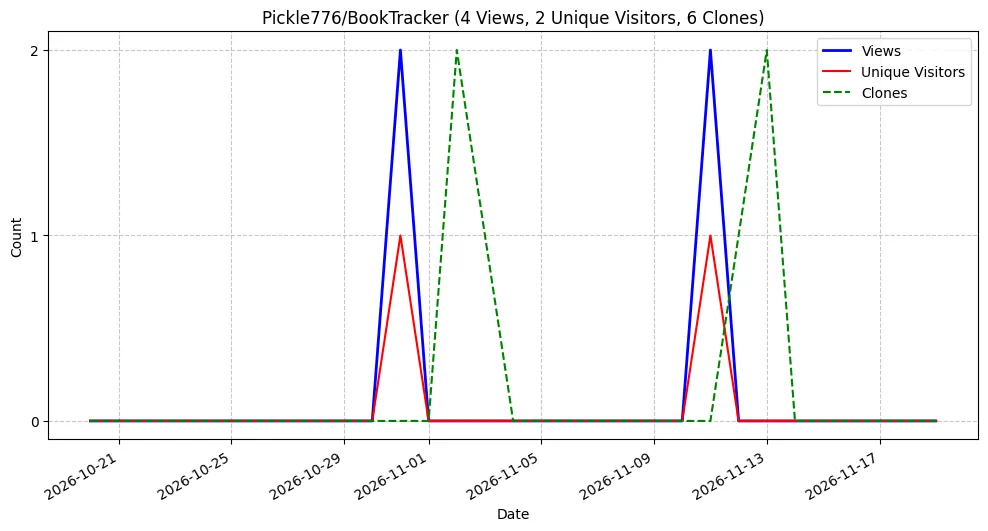 Pickle776/BookTracker (4 Views, 2 Unique Visitors, 6 Clones)
Views
Unique Visitors
Clones
Count
2
1
0
2026-10-21
2026-10-25
2026-10-29
2026-11-01
2026-11-05
2026-11-09
2026-11-13
2026-11-17
Date